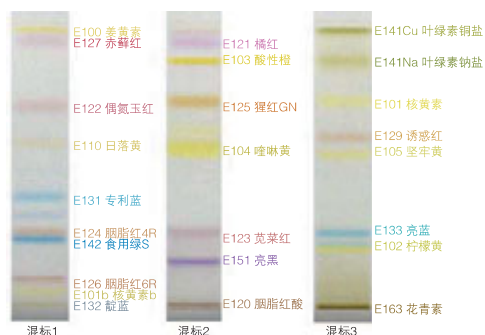 E100 姜黄素
E127 赤藓红
E122 偶氮玉红
E110 日落黄
E131 专利蓝
E124 胭脂红4R
E142 食用绿S
E126 胭脂红6R
E101b 核黄素b
E132 靛蓝
混标1
E121 橘红
E103 酸性橙
E125 猩红GN
E104 喹啉黄
E123 苋菜红
E151 亮黑
E120 胭脂红酸
混标2
E141Cu 叶绿素铜盐
E141Na 叶绿素钠盐
E101 核黄素
E129 诱惑红
E105 坚牢黄
E133 亮蓝
E102 柠檬黄
E163 花青素
混标3